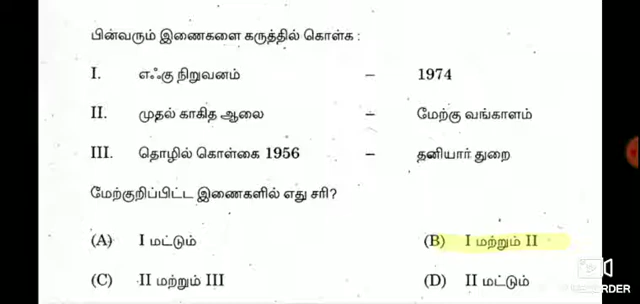 பின்வரும் இணைகளை கருத்தில் கொள்க :
I. எஃகு நிறுவனம் – 1974
II. முதல் காகித ஆலை – மேற்கு வங்காளம்
III. தொழில் கொள்கை 1956 – தனியார் துறை
மேற்குறிப்பிட்ட இணைகளில் எது சரி?
(A) I மட்டும் (B) I மற்றும் II
(C) II மற்றும் III (D) II மட்டும்